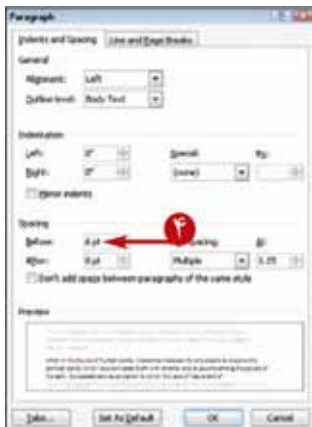 Paragraph
Indents and Spacing Line and Page Breaks
General
Alignment: Left
Outline level: Body Text
Indentation
Left: 0" Special: By:
Right: 0" (none)
Mirror indents
Spacing
۴
Before: 6 pt Spacing: At:
After: 0 pt Multiple 1.15
Don't add space between paragraphs of the same style
Preview
Tabs... Set As Default OK Cancel